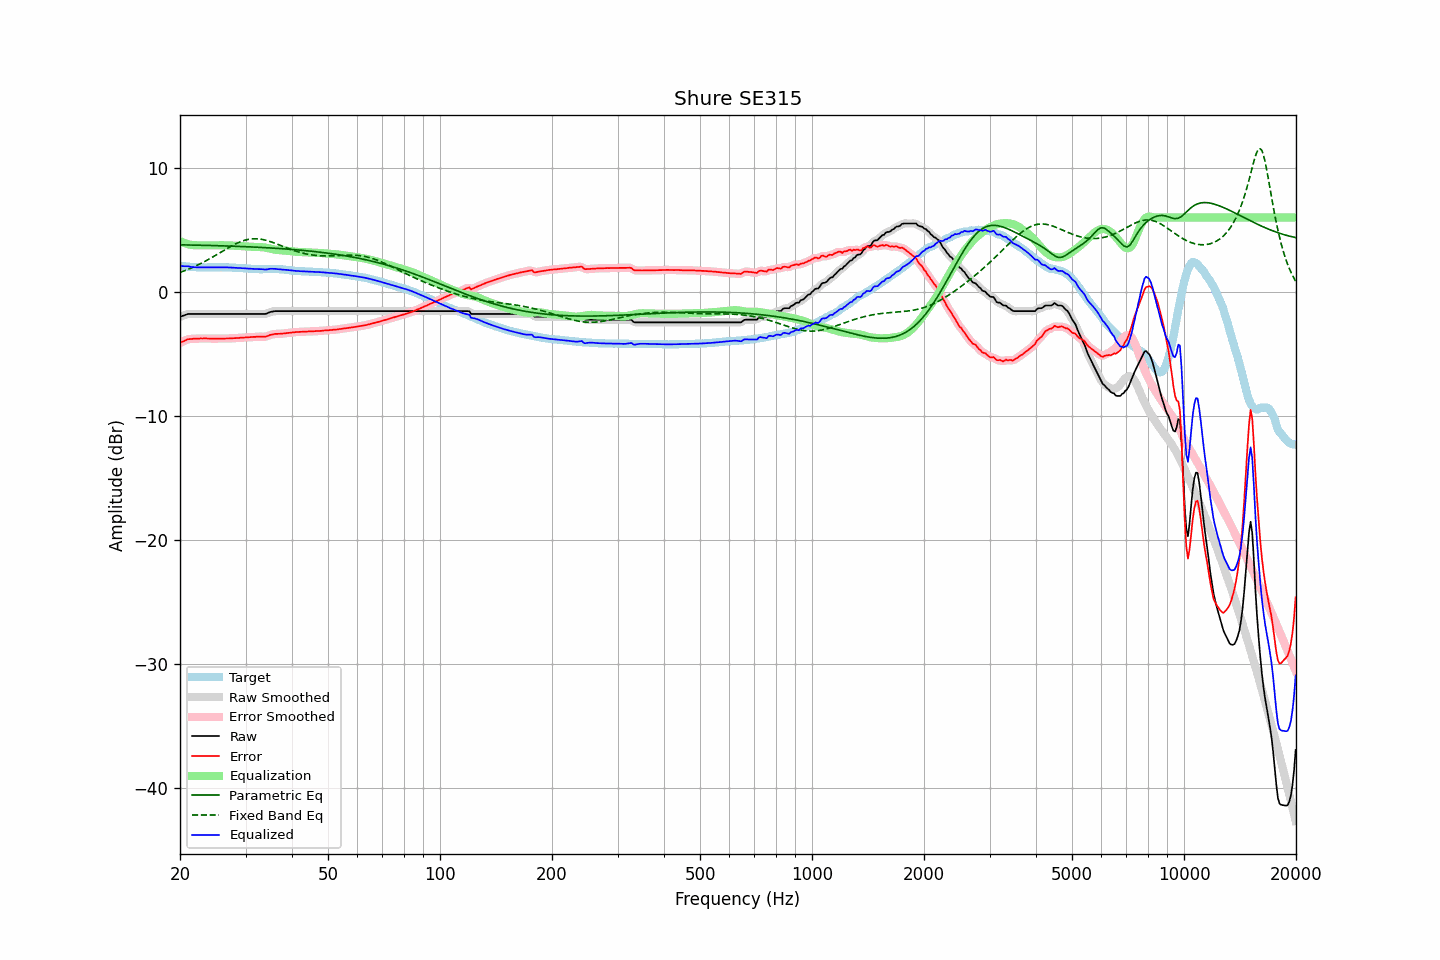 Shure SE315
Amplitude (dBr)
10
0
−10
−20
−30
−40
Target
Raw Smoothed
Error Smoothed
Raw
Error
Equalization
Parametric Eq
Fixed Band Eq
Equalized
20 50 100 200 500 1000 2000 5000 10000 20000
Frequency (Hz)